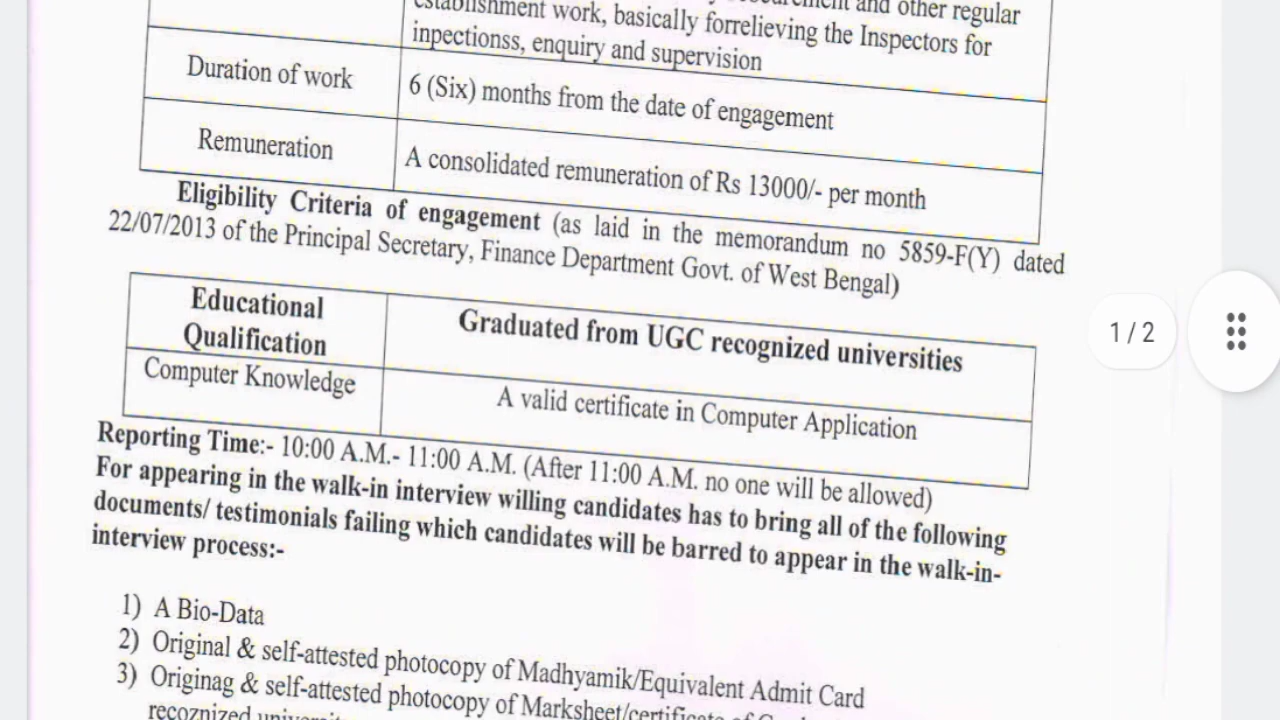 and other regular
establishment work, basically forrelieving the Inspectors for
inpectionss, enquiry and supervision
Duration of work
6 (Six) months from the date of engagement
Remuneration
A consolidated remuneration of Rs 13000/- per month
Eligibility Criteria of engagement (as laid in the memorandum no 5859-F(Y) dated
22/07/2013 of the Principal Secretary, Finance Department Govt. of West Bengal)
Educational
Qualification
Graduated from UGC recognized universities
Computer Knowledge
A valid certificate in Computer Application
Reporting Time:- 10:00 A.M.- 11:00 A.M. (After 11:00 A.M. no one will be allowed)
For appearing in the walk-in interview willing candidates has to bring all of the following
documents/ testimonials failing which candidates will be barred to appear in the walk-in-
interview process:-
1) A Bio-Data
2) Original & self-attested photocopy of Madhyamik/Equivalent Admit Card
3) Originag & self-attested photocopy of Marksheet/certificate of
recoznized
1 / 2